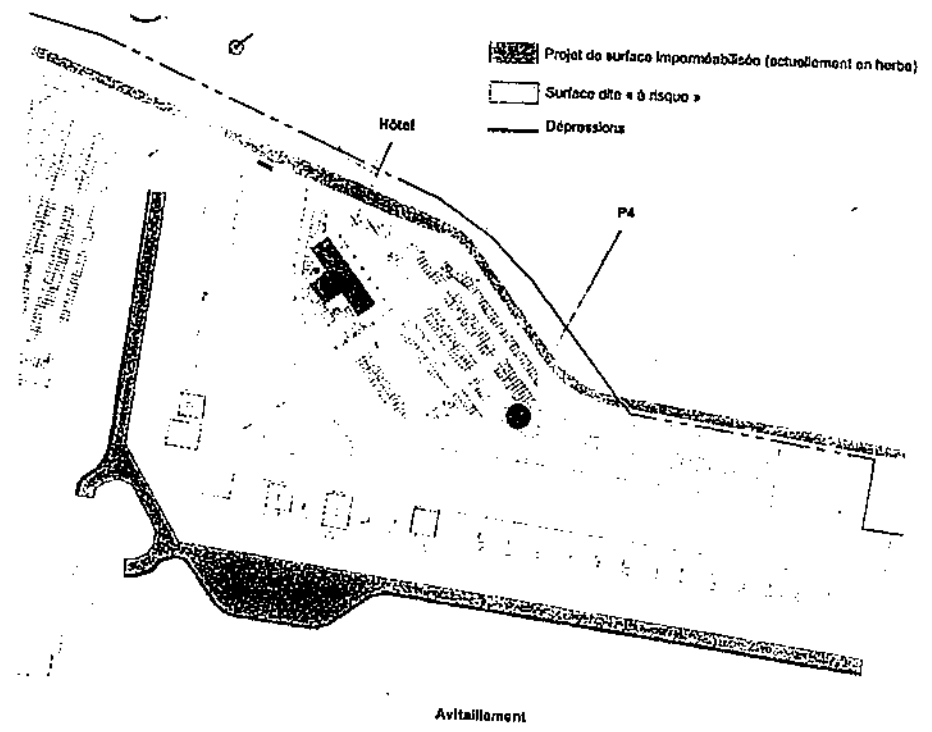 Projet de surface imperméabilisée (actuellement en herbe)
Surface dite « à risque »
Dépressions
Hôtel
P4
Avitaillement